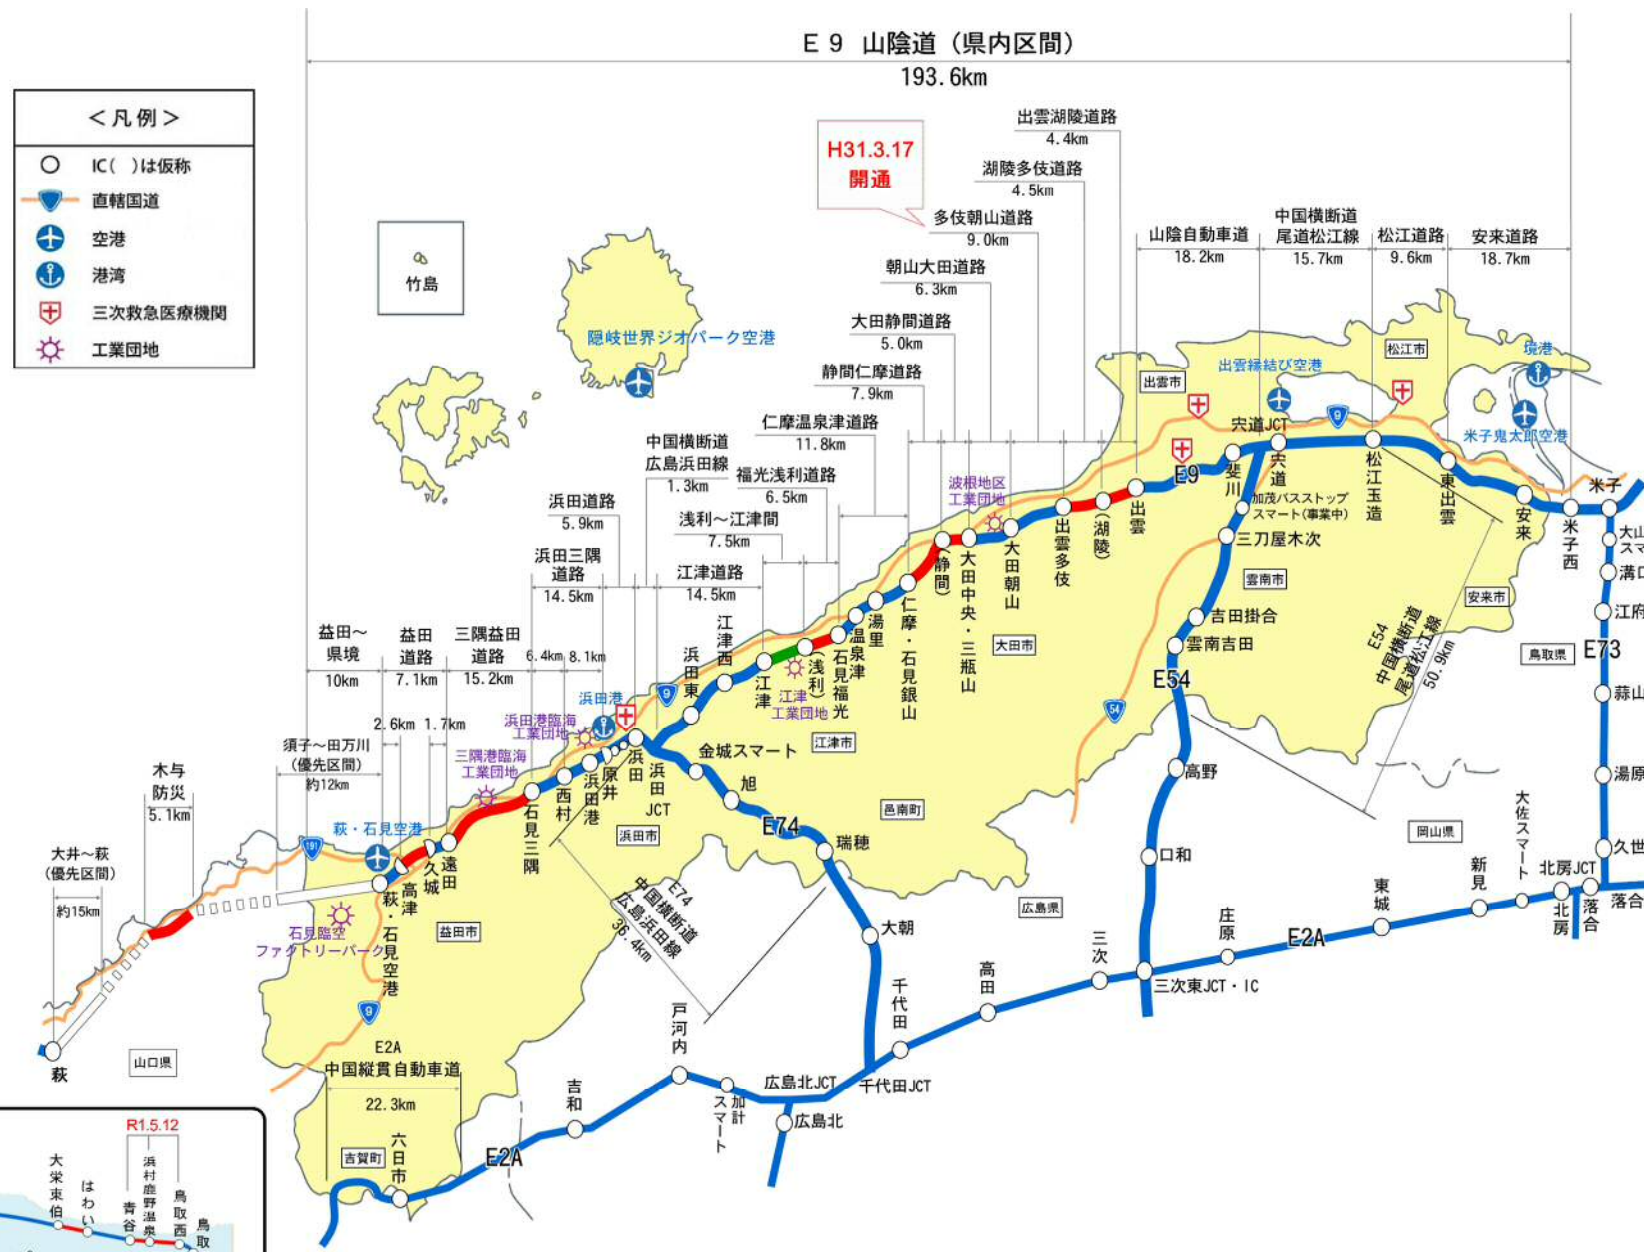 E9 山陰道（県内区間）
193.6km
＜凡例＞
IC( )は仮称
直轄国道
空港
港湾
三次救急医療機関
工業団地
H31.3.17
開通
出雲湖陵道路
4.4km
湖陵多伎道路
4.5km
多伎朝山道路
9.0km
朝山大田道路
6.3km
大田静間道路
5.0km
静間仁摩道路
7.9km
仁摩温泉津道路
11.8km
福光浅利道路
6.5km
浅利～江津間
7.5km
江津道路
14.5km
中国横断道
広島浜田線
1.3km
浜田道路
5.9km
浜田三隅
道路
14.5km
6.4km
8.1km
三隅益田
道路
15.2km
益田
道路
7.1km
2.6km
1.7km
益田～
県境
10km
須子～田万川
（優先区間）
約12km
木与
防災
5.1km
大井～萩
（優先区間）
約15km
山陰自動車道
18.2km
中国横断道
尾道松江線
15.7km
松江道路
9.6km
安来道路
18.7km
竹島
隠岐世界ジオパーク空港
出雲縁結び空港
米子鬼太郎空港
境港
萩・石見空港
浜田港
浜田港臨海
工業団地
三隅港臨海
工業団地
江津
工業団地
波根地区
工業団地
石見臨空
ファクトリーパーク
松江市
出雲市
雲南市
安来市
大田市
江津市
浜田市
邑南町
益田市
吉賀町
鳥取県
岡山県
広島県
山口県
米子
米子西
安来
東出雲
松江玉造
宍道
宍道JCT
斐川
出雲
(湖陵)
出雲多伎
大田朝山
大田中央・三瓶山
(静間)
仁摩・石見銀山
湯里
温泉津
石見福光
(浅利)
江津
江津西
浜田東
浜田
JCT
浜田
原井
浜田港
西村
石見三隅
遠田
久城
高津
萩・石見空港
萩
加茂バスストップ
スマート(事業中)
三刀屋木次
吉田掛合
雲南吉田
高野
口和
三次東JCT・IC
E54
中国横断道
尾道松江線
50.9km
E9
E54
E73
E74
E2A
E2A
9
9
9
54
191
金城スマート
旭
瑞穂
大朝
千代田
千代田JCT
E74
中国横断道
広島浜田線
36.4km
E2A
中国縦貫自動車道
22.3km
六日市
吉和
戸河内
加計
スマート
広島北JCT
広島北
高田
三次
庄原
東城
新見
大佐スマート
北房JCT
北房
落合
落合
久世
湯原
蒜山
江府
溝口
大山
スマ
R1.5.12
大栄東伯
はわい
青谷
浜村鹿野温泉
鳥取西
鳥取